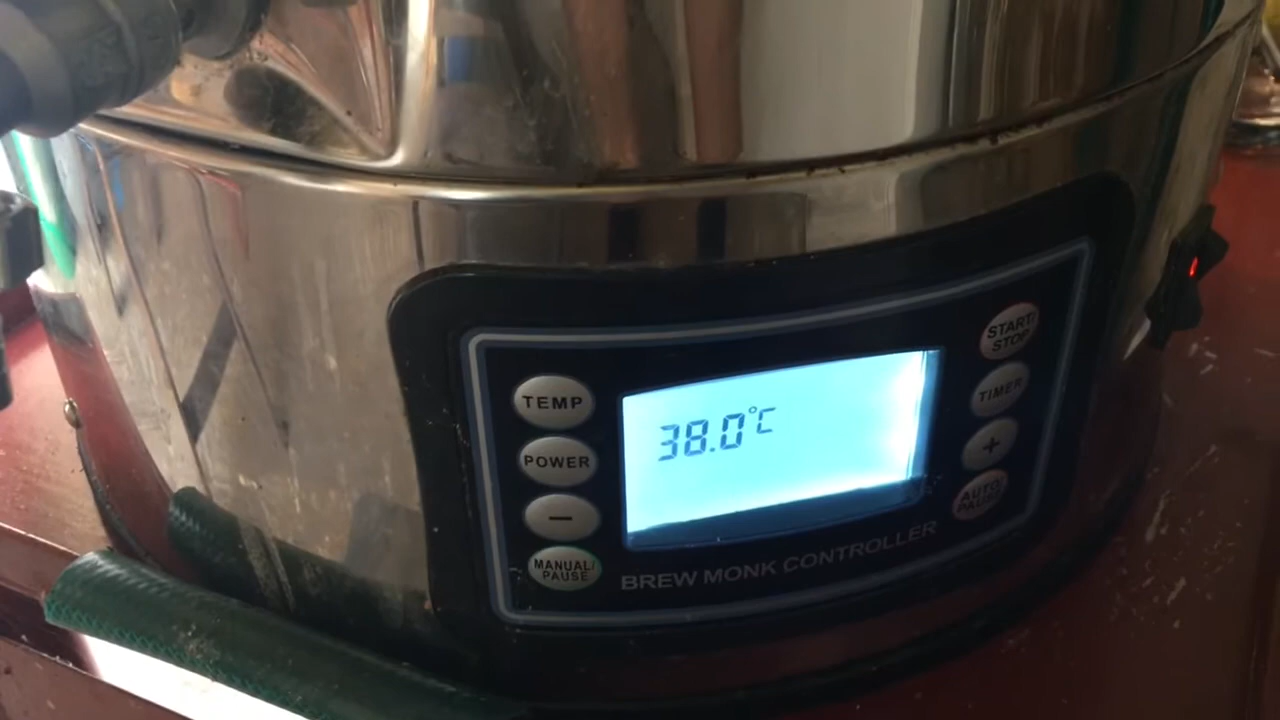 TEMP
POWER
—
MANUAL/
PAUSE
38.0°C
START/
STOP
TIMER
+
AUTO/
PAUSE
BREW MONK CONTROLLER